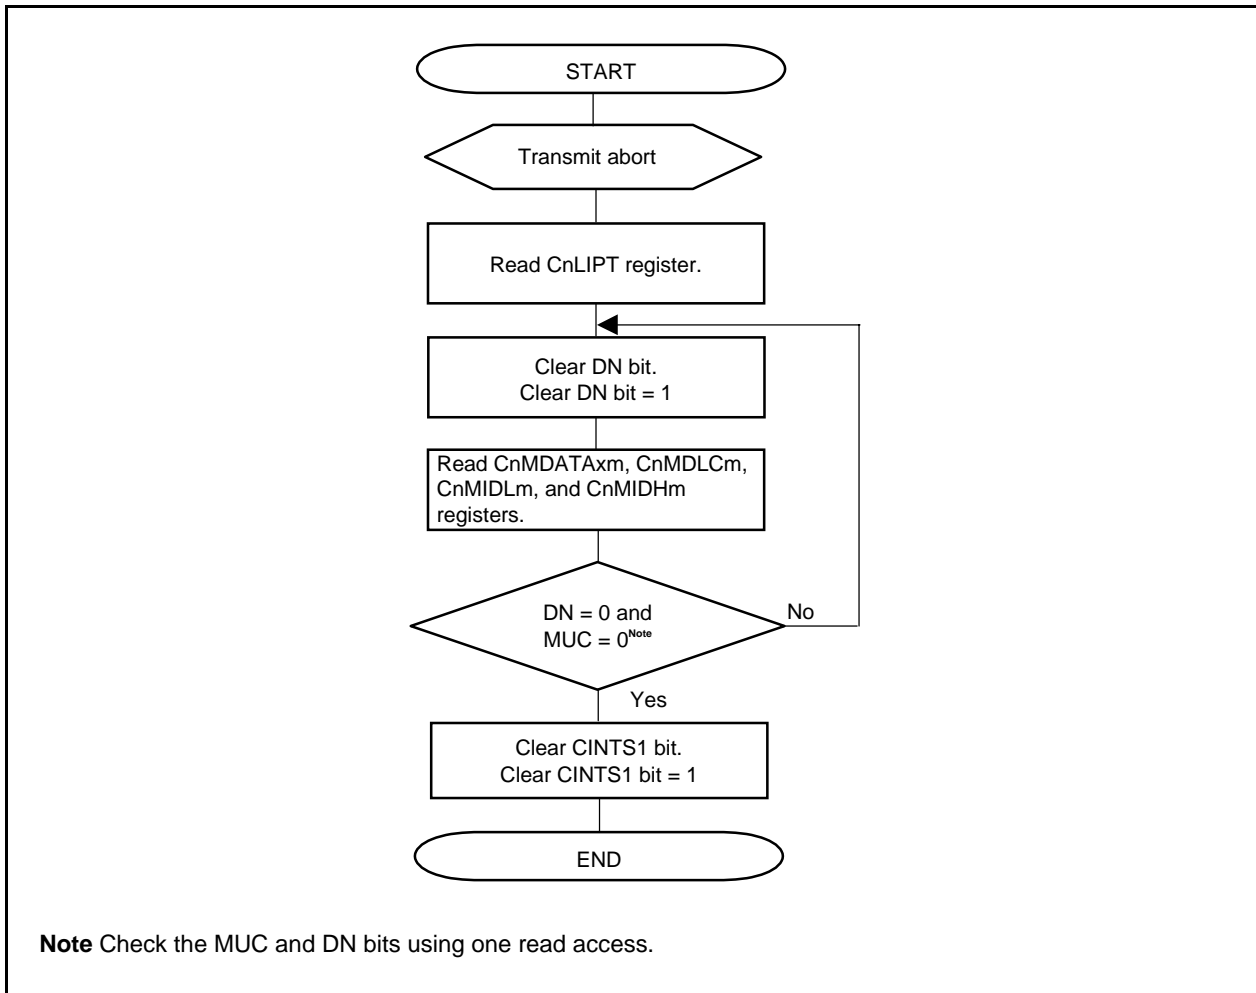 START
Transmit abort
Read CnLIPT register.
Clear DN bit.
Clear DN bit = 1
Read CnMDATAxm, CnMDLCm,
CnMIDLm, and CnMIDHm
registers.
DN = 0 and
MUC = 0Note
No
Yes
Clear CINTS1 bit.
Clear CINTS1 bit = 1
END
Note Check the MUC and DN bits using one read access.